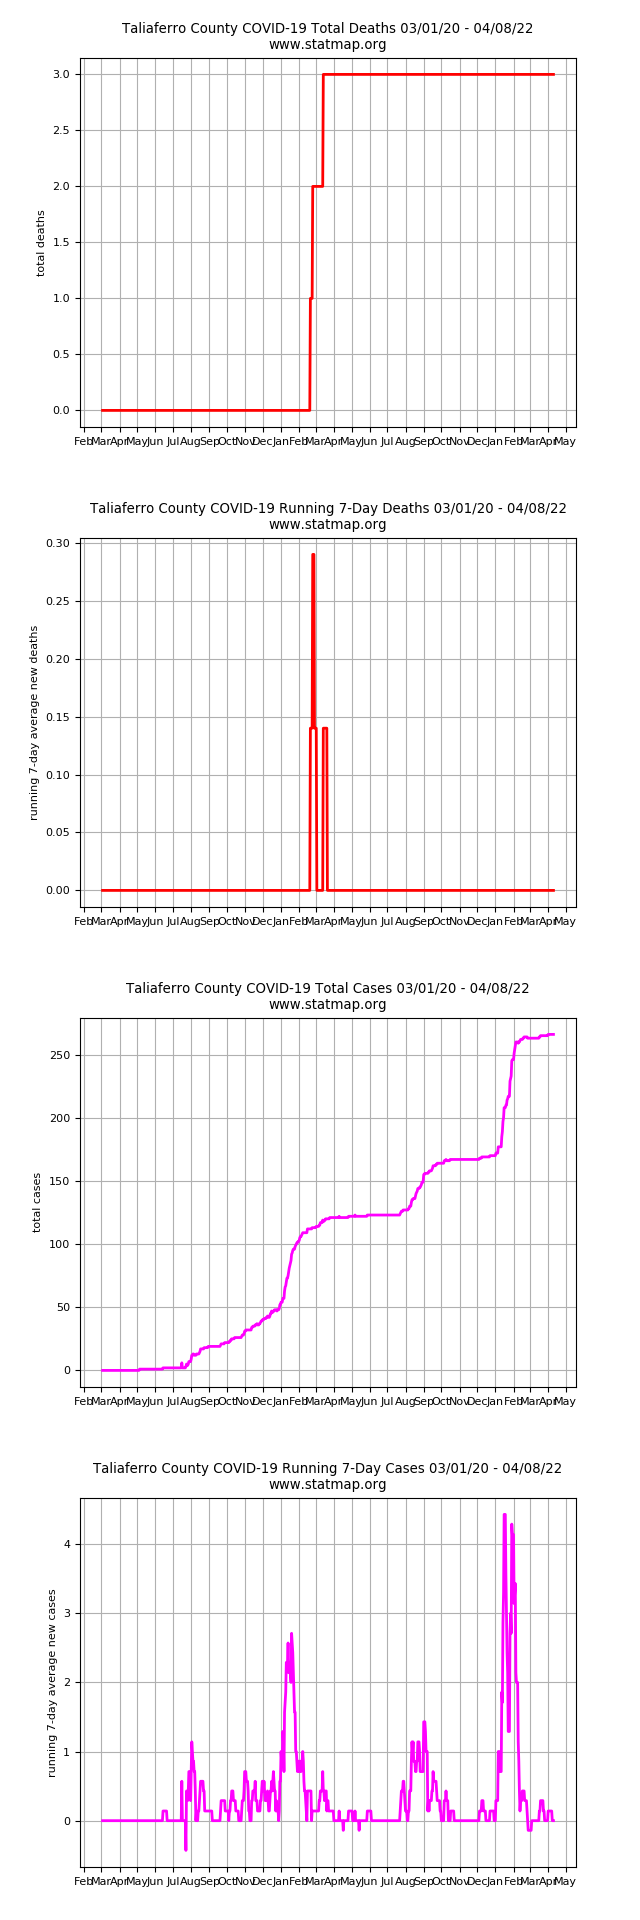 Taliaferro County COVID-19 Total Deaths 03/01/20 - 04/08/22
www.statmap.org
3.0
2.5
2.0
1.5
1.0
0.5
0.0
total deaths
Feb Mar Apr May Jun Jul Aug Sep Oct Nov Dec Jan Feb Mar Apr May Jun Jul Aug Sep Oct Nov Dec Jan Feb Mar Apr May
Taliaferro County COVID-19 Running 7-Day Deaths 03/01/20 - 04/08/22
www.statmap.org
0.30
0.25
0.20
0.15
0.10
0.05
0.00
running 7-day average new deaths
Feb Mar Apr May Jun Jul Aug Sep Oct Nov Dec Jan Feb Mar Apr May Jun Jul Aug Sep Oct Nov Dec Jan Feb Mar Apr May
Taliaferro County COVID-19 Total Cases 03/01/20 - 04/08/22
www.statmap.org
250
200
150
100
50
0
total cases
Feb Mar Apr May Jun Jul Aug Sep Oct Nov Dec Jan Feb Mar Apr May Jun Jul Aug Sep Oct Nov Dec Jan Feb Mar Apr May
Taliaferro County COVID-19 Running 7-Day Cases 03/01/20 - 04/08/22
www.statmap.org
4
3
2
1
0
running 7-day average new cases
Feb Mar Apr May Jun Jul Aug Sep Oct Nov Dec Jan Feb Mar Apr May Jun Jul Aug Sep Oct Nov Dec Jan Feb Mar Apr May